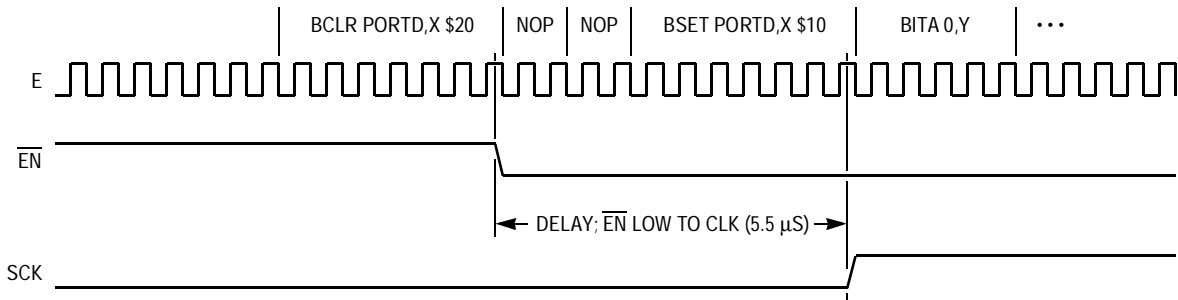 BCLR PORTD,X $20 NOP NOP BSET PORTD,X $10 BITA 0,Y • • •
E
EN
DELAY; EN LOW TO CLK (5.5 µS)
SCK